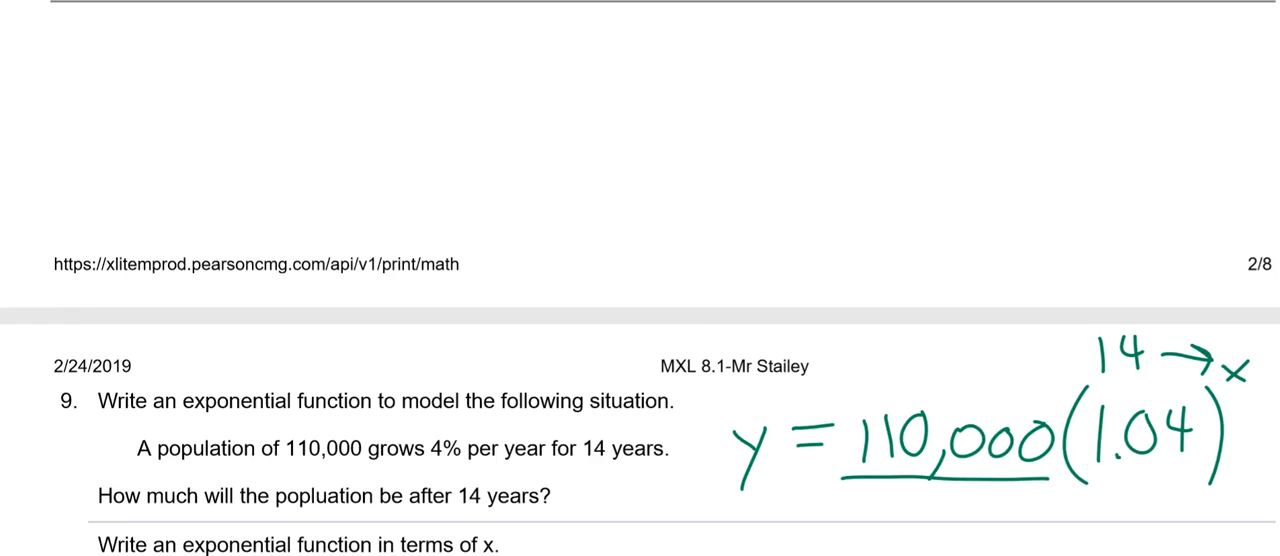 https://xlitemprod.pearsoncmg.com/api/v1/print/math 2/8
2/24/2019 MXL 8.1-Mr Stailey
9. Write an exponential function to model the following situation.
A population of 110,000 grows 4% per year for 14 years.
How much will the popluation be after 14 years?
Write an exponential function in terms of x.
14 → x
y = 110,000(1.04)